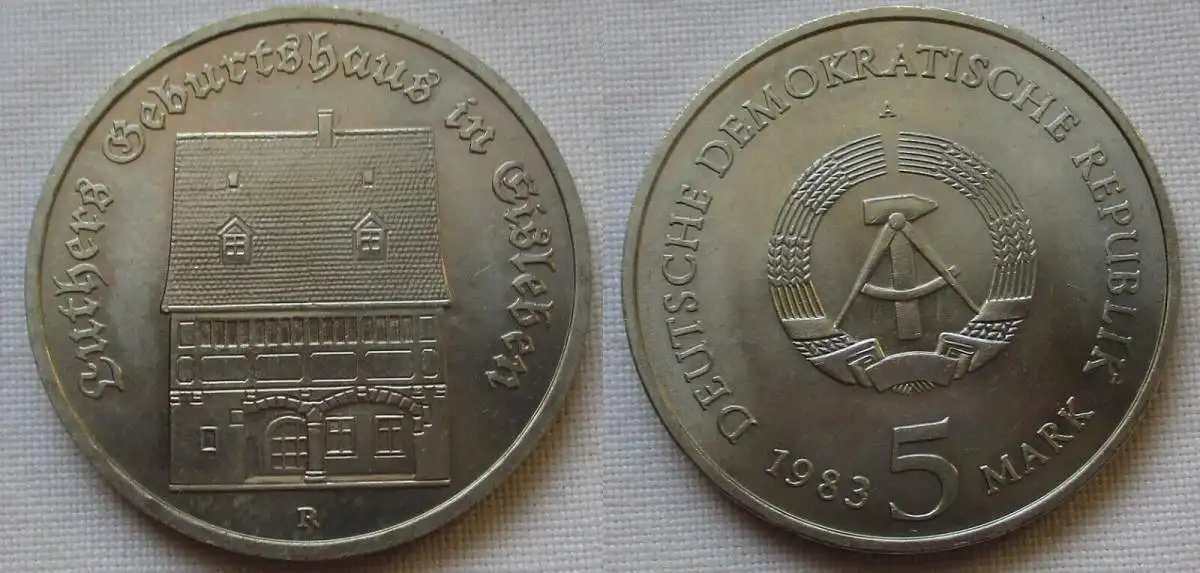 Luthers Geburtshaus in Eisleben
R
DEUTSCHE DEMOKRATISCHE REPUBLIK
A
1983 5 MARK